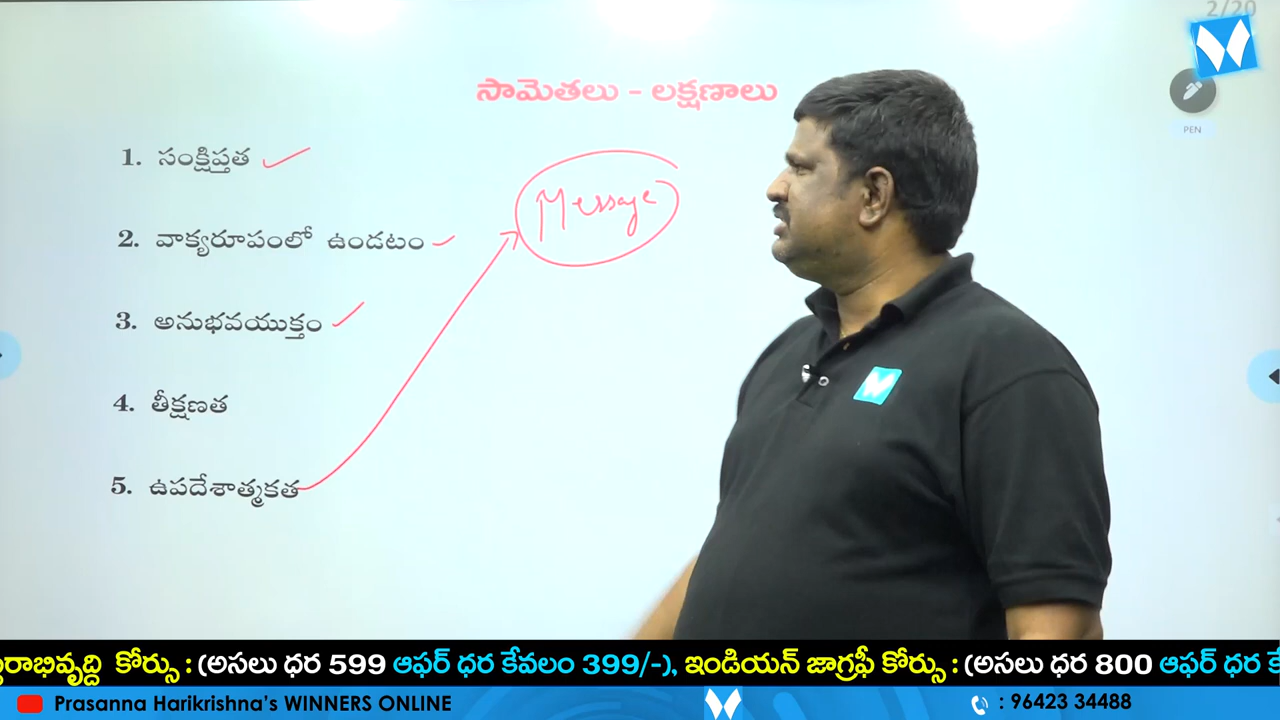 2/20
సామెతలు - లక్షణాలు
PEN
1. సంక్షిప్తత
Message
2. వాక్యరూపంలో ఉండటం
3. అనుభవయుక్తం
4. తీక్షణత
5. ఉపదేశాత్మకత
కోర్సు : (అసలు ధర 599 ఆఫర్ ధర కేవలం 399/-), ఇండియన్ జాగ్రఫీ కోర్సు : (అసలు ధర 800 ఆఫర్ ధర
Prasanna Harikrishna's WINNERS ONLINE
: 96423 34488